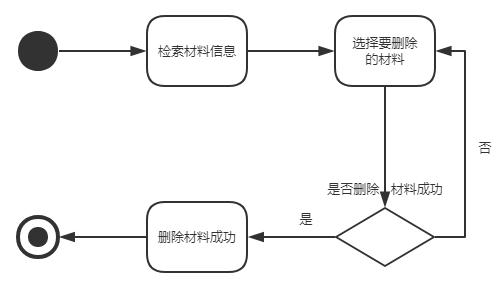 检索材料信息
选择要删除
的材料
否
是否删除 材料成功
是
删除材料成功